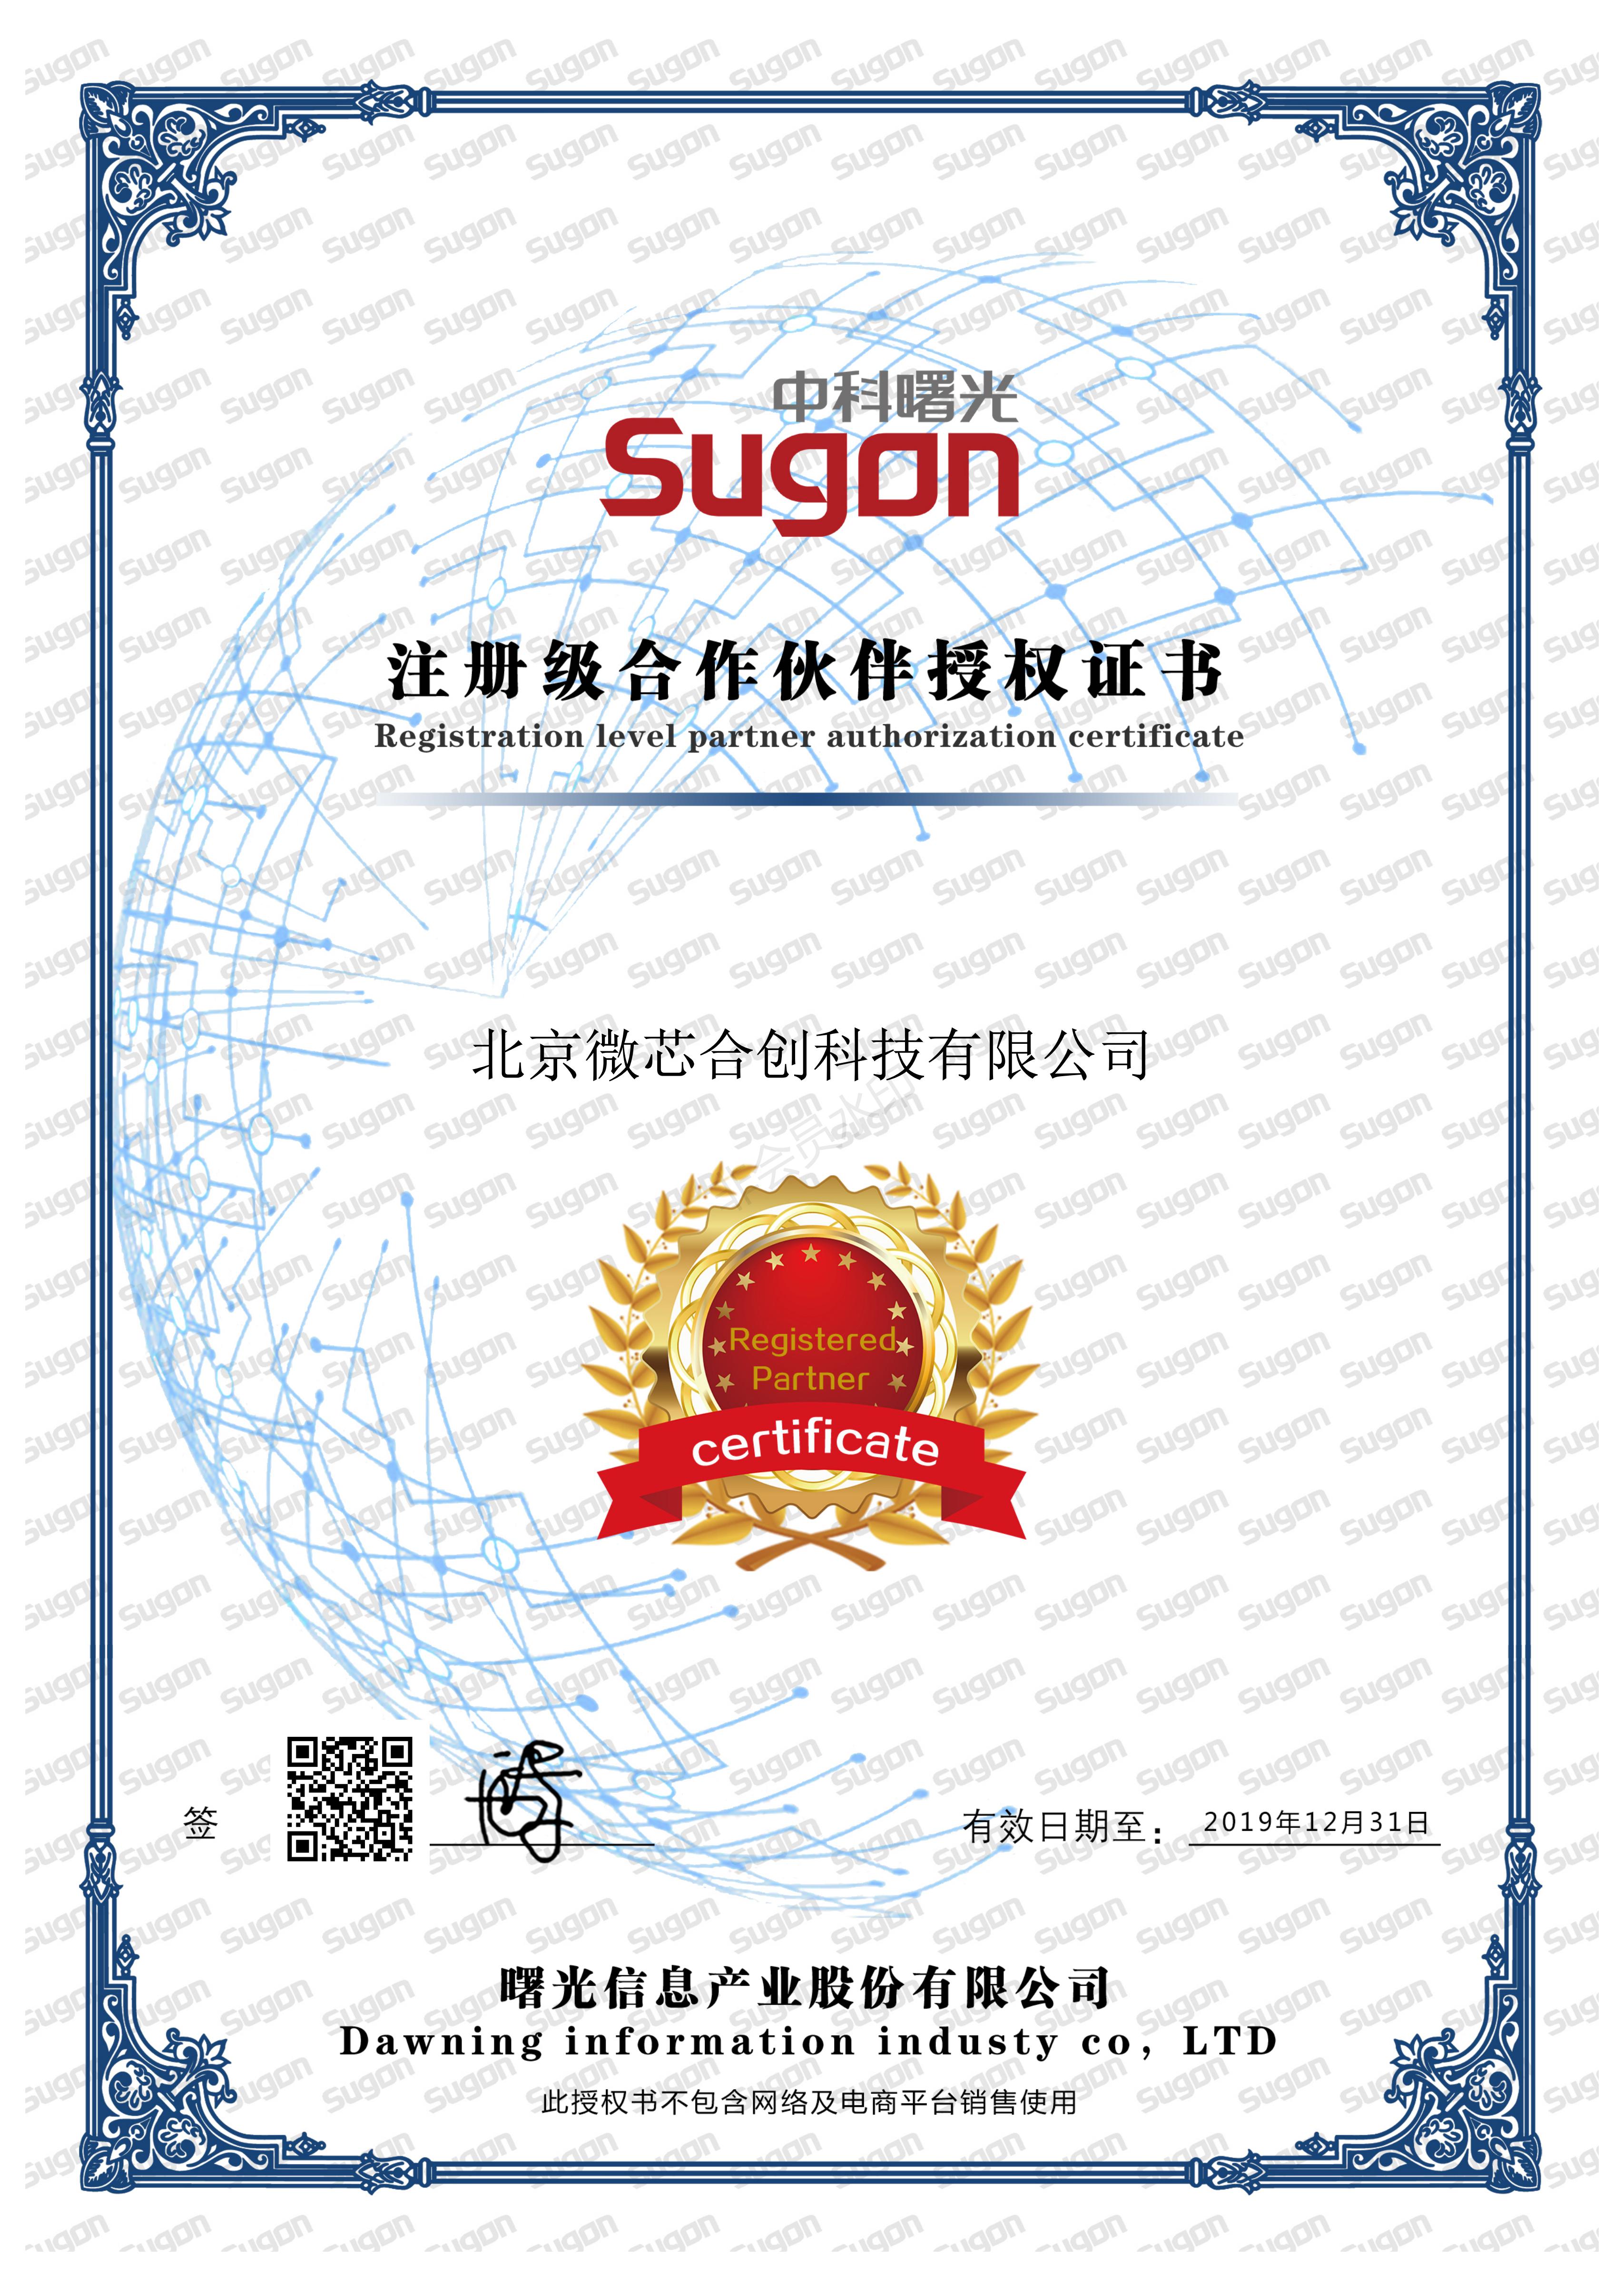 中科曙光
Sugon
注册级合作伙伴授权证书
Registration level partner authorization certificate
北京微芯合创科技有限公司
会员水印
Registered
Partner
certificate
签
有效日期至：2019年12月31日
曙光信息产业股份有限公司
Dawning information industy co, LTD
此授权书不包含网络及电商平台销售使用